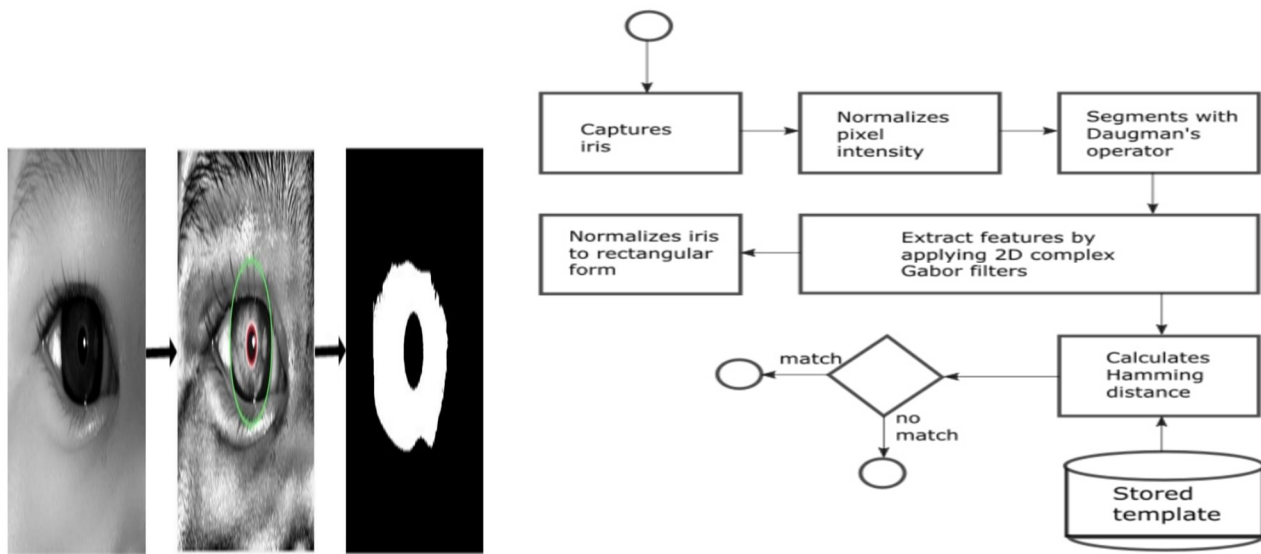 Captures
iris
Normalizes
pixel
intensity
Segments with
Daugman's
operator
Normalizes iris
to rectangular
form
Extract features by
applying 2D complex
Gabor filters
match
no
match
Calculates
Hamming
distance
Stored
template